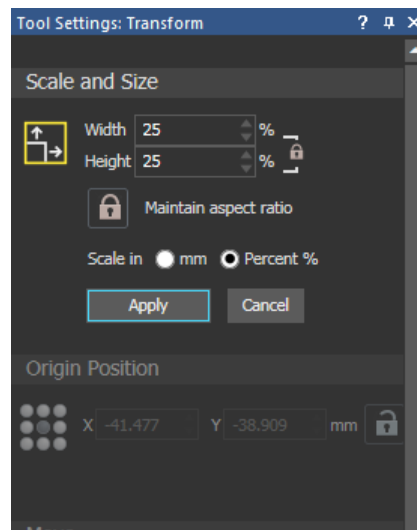 Tool Settings: Transform ?
Scale and Size
Width 25 %
Height 25 %
Maintain aspect ratio
Scale in mm Percent %
Apply Cancel
Origin Position
X -41.477 Y -38.909 mm